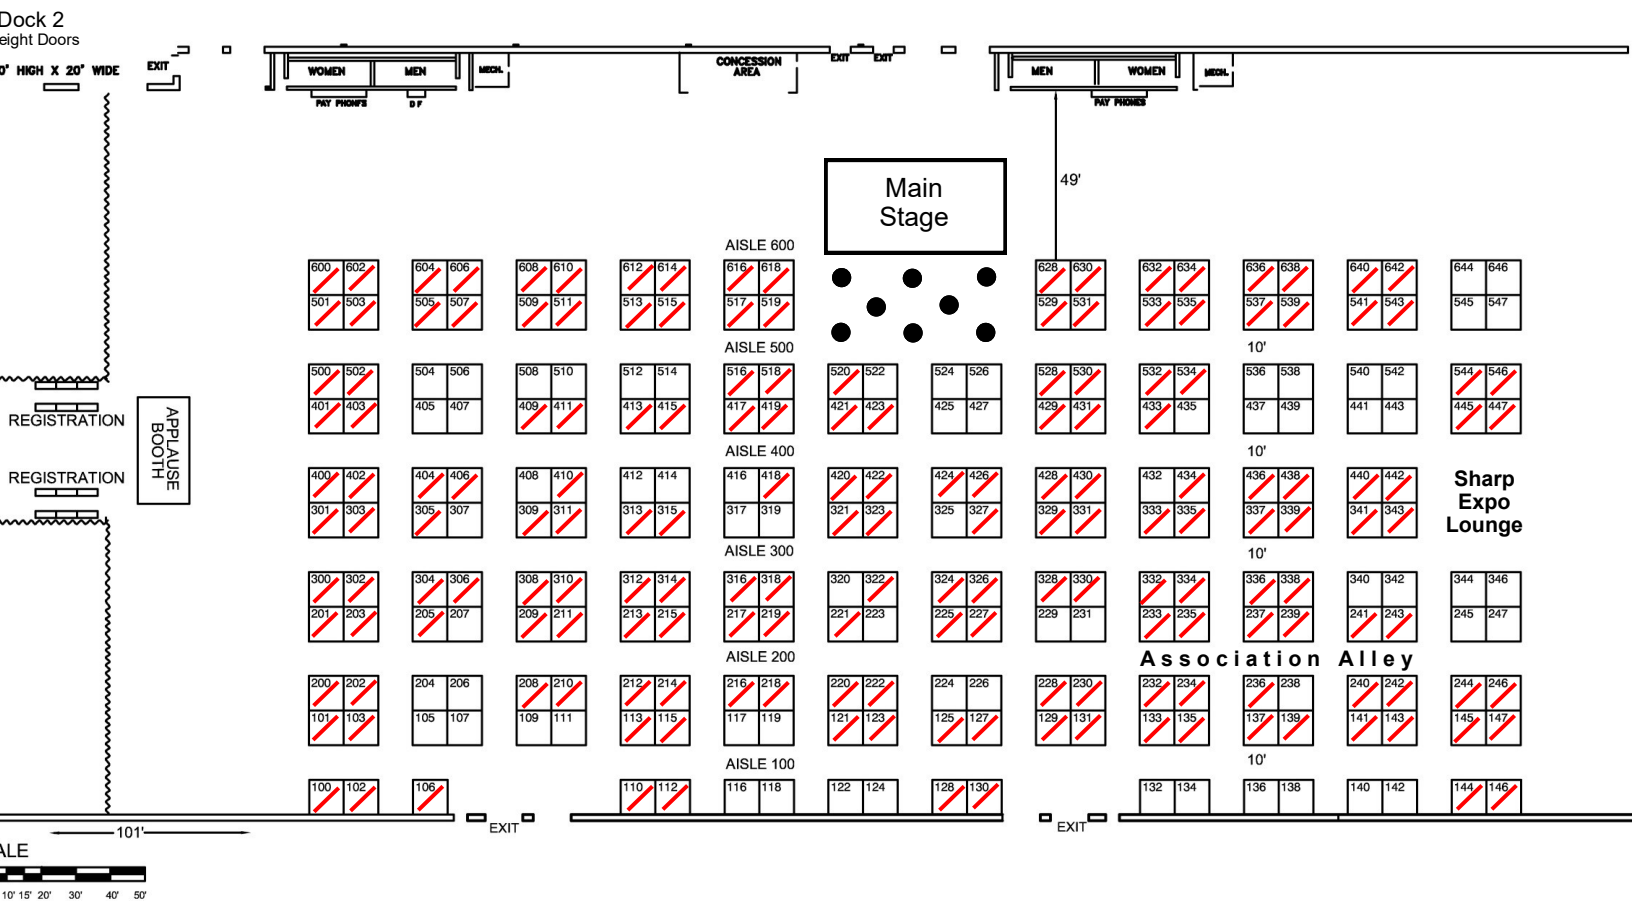 Dock 2
eight Doors
0" HIGH X 20" WIDE
EXIT
WOMEN MEN MECH.
PAY PHONES D F
CONCESSION
AREA
EXIT EXIT
MEN WOMEN MECH.
PAY PHONES
49'
Main
Stage
AISLE 600
600 602 604 606 608 610 612 614 616 618 628 630 632 634 636 638 640 642 644 646
501 503 505 507 509 511 513 515 517 519 529 531 533 535 537 539 541 543 545 547
AISLE 500 10'
500 502 504 506 508 510 512 514 516 518 520 522 524 526 528 530 532 534 536 538 540 542 544 546
401 403 405 407 409 411 413 415 417 419 421 423 425 427 429 431 433 435 437 439 441 443 445 447
REGISTRATION
APPLAUSE
BOOTH
AISLE 400 10'
REGISTRATION
400 402 404 406 408 410 412 414 416 418 420 422 424 426 428 430 432 434 436 438 440 442
301 303 305 307 309 311 313 315 317 319 321 323 325 327 329 331 333 335 337 339 341 343
Sharp
Expo
Lounge
AISLE 300 10'
300 302 304 306 308 310 312 314 316 318 320 322 324 326 328 330 332 334 336 338 340 342 344 346
201 203 205 207 209 211 213 215 217 219 221 223 225 227 229 231 233 235 237 239 241 243 245 247
AISLE 200 Association Alley
200 202 204 206 208 210 212 214 216 218 220 222 224 226 228 230 232 234 236 238 240 242 244 246
101 103 105 107 109 111 113 115 117 119 121 123 125 127 129 131 133 135 137 139 141 143 145 147
AISLE 100 10'
100 102 106 110 112 116 118 122 124 128 130 132 134 136 138 140 142 144 146
EXIT EXIT
101'
ALE
10' 15' 20' 30' 40' 50'